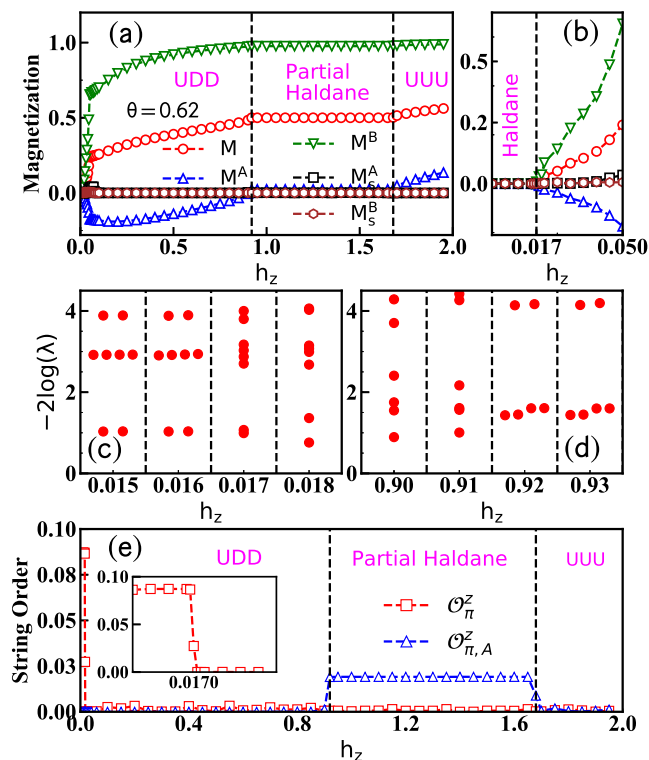 (a)
UDD
Partial
Haldane
UUU
θ = 0.62
M
M^A
M^B
M_s^A
M_s^B
Magnetization
1.0
0.5
0.0
0.0
0.5
1.0
1.5
2.0
h_z
(b)
Haldane
0.5
0.2
0.0
0.017
0.050
h_z
−2log(λ)
4
2
0
(c)
0.015
0.016
0.017
0.018
h_z
4
2
0
(d)
0.90
0.91
0.92
0.93
h_z
String Order
0.10
0.08
0.05
0.03
0.00
(e)
UDD
Partial Haldane
UUU
0.10
0.05
0.00
0.0170
𝒪_π^z
𝒪_{π,A}^z
0.0
0.4
0.8
1.2
1.6
2.0
h_z